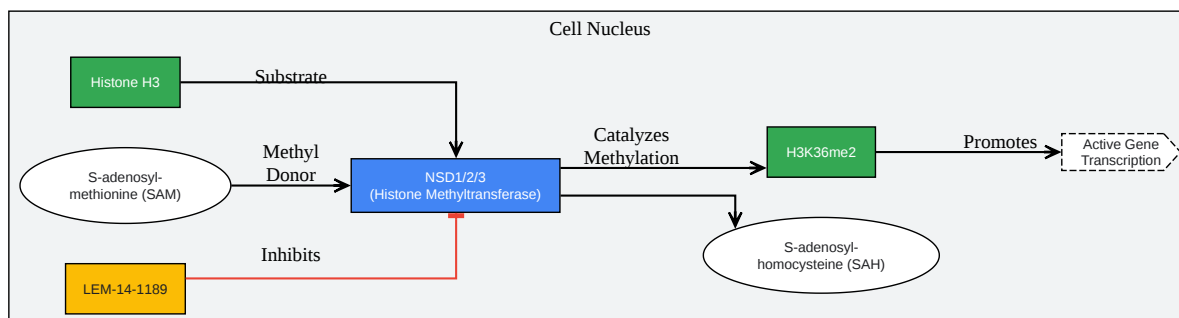 Cell Nucleus
Histone H3
Substrate
S-adenosyl-
methionine (SAM)
Methyl
Donor
NSD1/2/3
(Histone Methyltransferase)
Catalyzes
Methylation
H3K36me2
Promotes
Active Gene
Transcription
S-adenosyl-
homocysteine (SAH)
Inhibits
LEM-14-1189